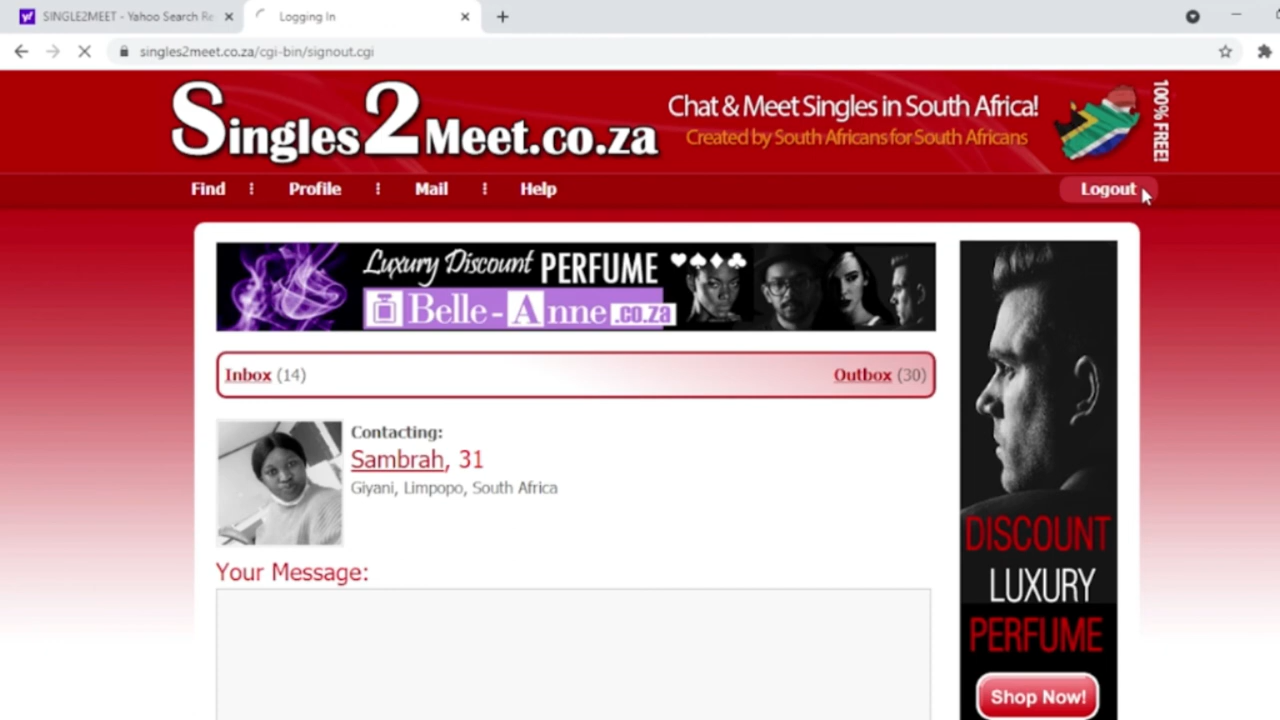 SINGLE2MEET - Yahoo Search Re
Logging In
singles2meet.co.za/cgi-bin/signout.cgi
Singles2Meet.co.za
Chat & Meet Singles in South Africa!
Created by South Africans for South Africans
100% FREE!
Find
Profile
Mail
Help
Logout
Luxury Discount PERFUME
Belle-Anne.co.za
Inbox (14)
Outbox (30)
Contacting:
Sambrah, 31
Giyani, Limpopo, South Africa
Your Message:
DISCOUNT
LUXURY
PERFUME
Shop Now!